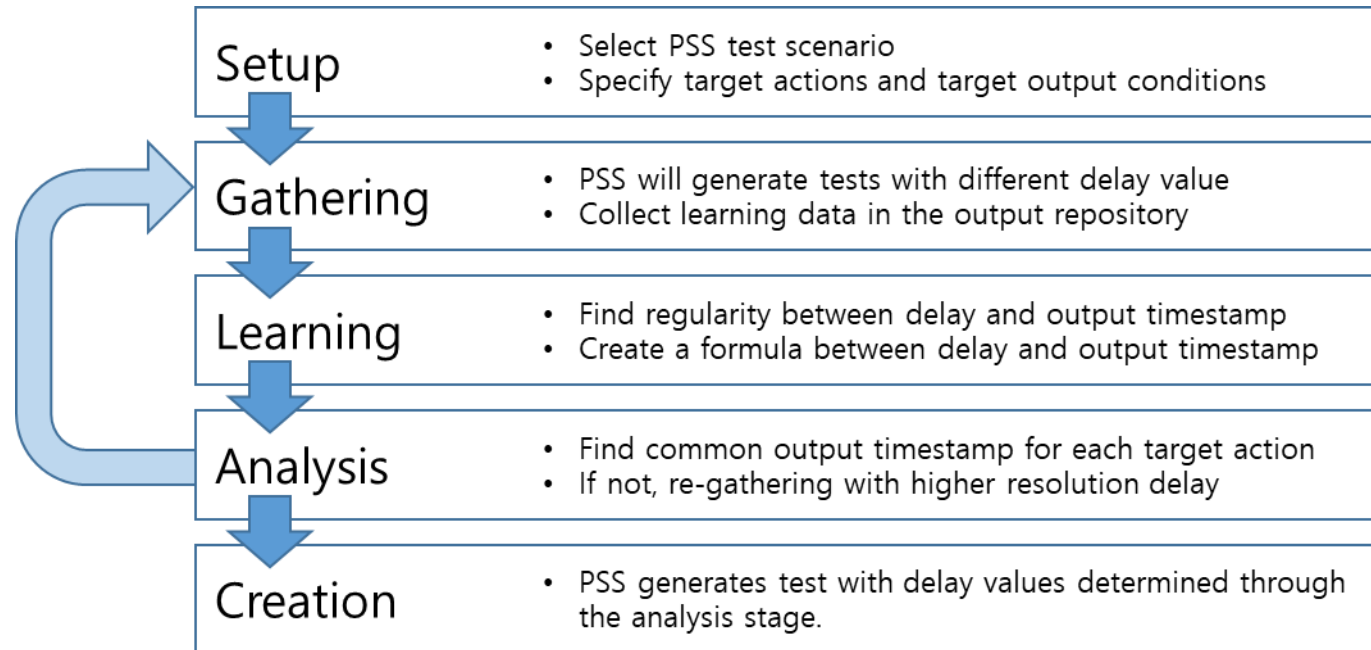 Setup
• Select PSS test scenario
• Specify target actions and target output conditions
Gathering
• PSS will generate tests with different delay value
• Collect learning data in the output repository
Learning
• Find regularity between delay and output timestamp
• Create a formula between delay and output timestamp
Analysis
• Find common output timestamp for each target action
• If not, re-gathering with higher resolution delay
Creation
• PSS generates test with delay values determined through
the analysis stage.